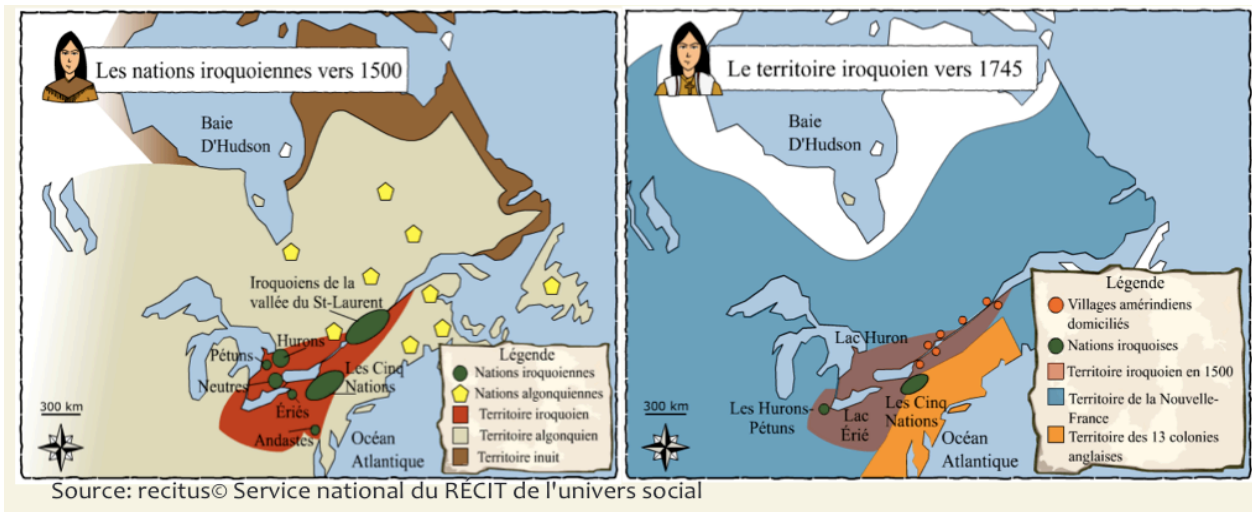 Les nations iroquoiennes vers 1500
Baie
D'Hudson
Iroquoiens de la
vallée du St-Laurent
Hurons
Pétuns
Neutres
Les Cinq
Nations
Ériés
Andastes
300 km
Océan
Atlantique
Légende
Nations iroquoiennes
Nations algonquiennes
Territoire iroquoien
Territoire algonquien
Territoire inuit
Le territoire iroquoien vers 1745
Baie
D'Hudson
Lac Huron
Les Hurons-
Pétuns
Lac
Érié
Les Cinq
Nations
300 km
Océan
Atlantique
Légende
Villages amérindiens
domiciliés
Nations iroquoises
Territoire iroquoien en 1500
Territoire de la Nouvelle-
France
Territoire des 13 colonies
anglaises
Source: recitus© Service national du RÉCIT de l'univers social